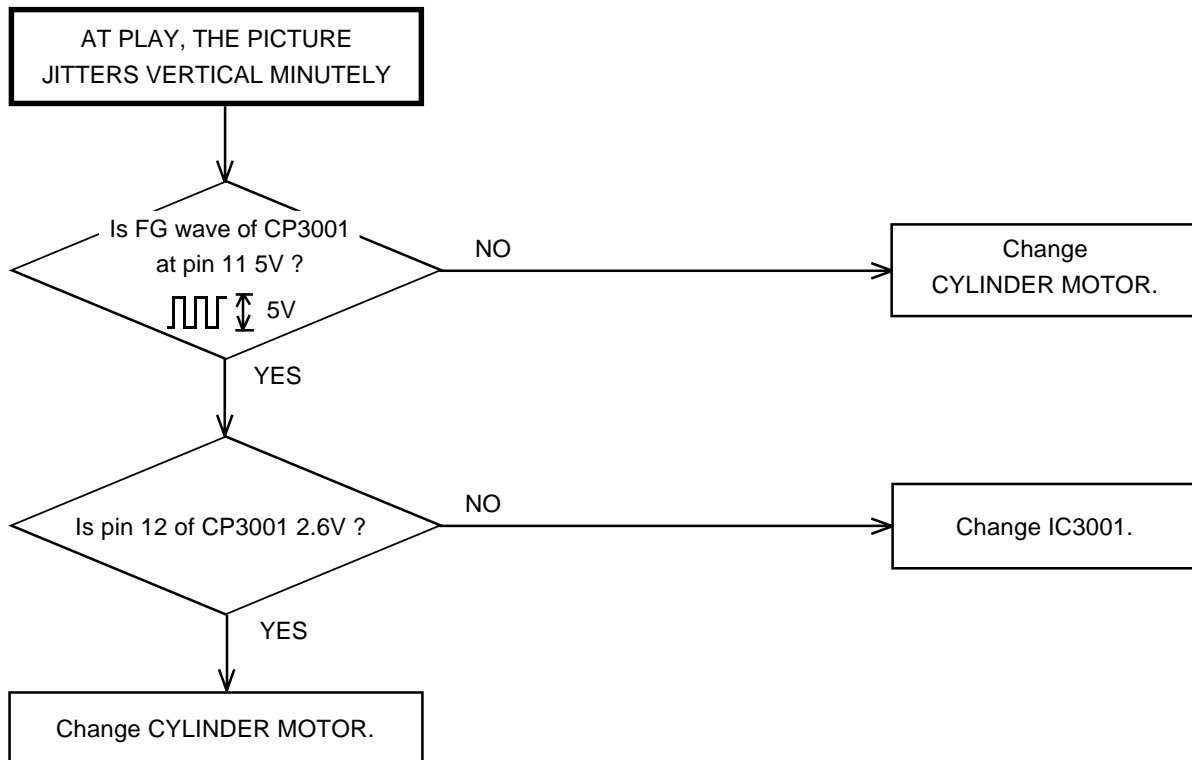 AT PLAY, THE PICTURE
JITTERS VERTICAL MINUTELY
Is FG wave of CP3001
at pin 11 5V ?
5V
NO
Change
CYLINDER MOTOR.
YES
Is pin 12 of CP3001 2.6V ?
NO
Change IC3001.
YES
Change CYLINDER MOTOR.